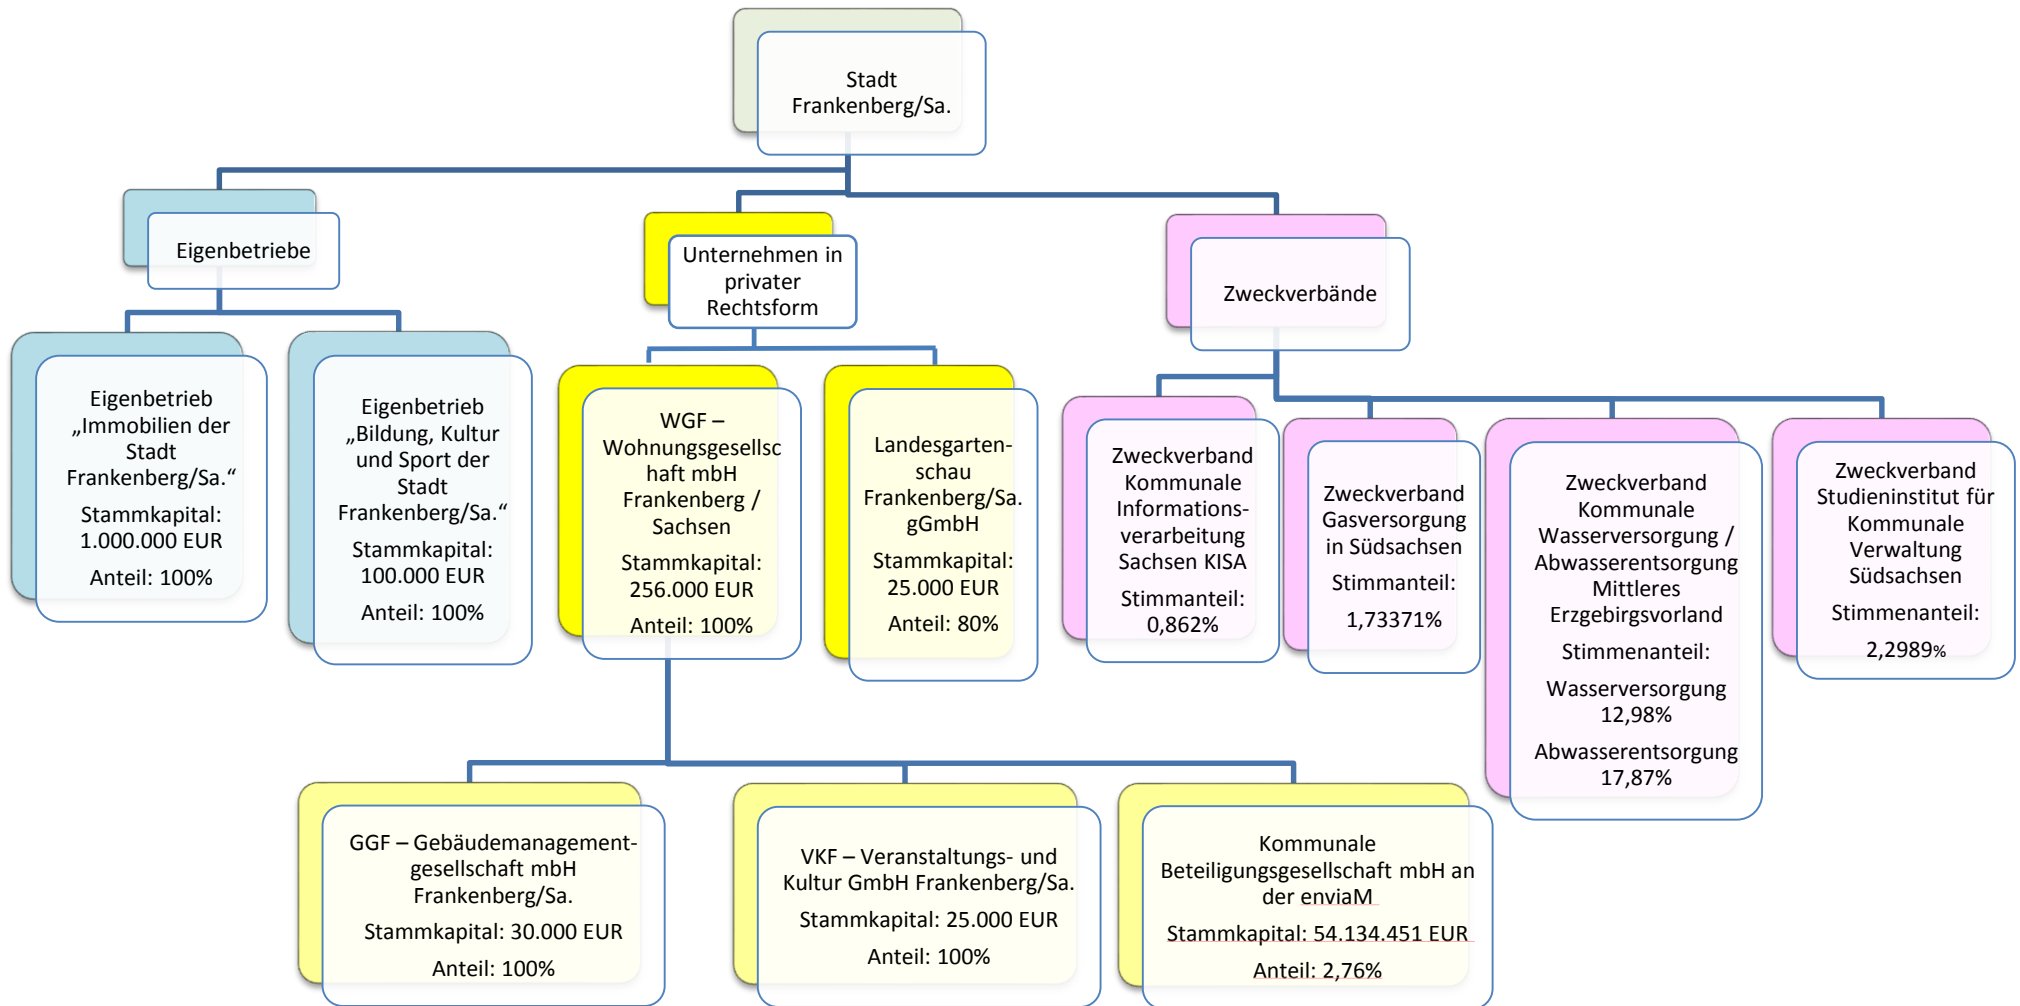 Stadt
Frankenberg/Sa.
Eigenbetriebe
Unternehmen in
privater
Rechtsform
Zweckverbände
Eigenbetrieb
„Immobilien der
Stadt
Frankenberg/Sa.“
Stammkapital:
1.000.000 EUR
Anteil: 100%
Eigenbetrieb
„Bildung, Kultur
und Sport der
Stadt
Frankenberg/Sa.“
Stammkapital:
100.000 EUR
Anteil: 100%
WGF –
Wohnungsgesellsc
haft mbH
Frankenberg /
Sachsen
Stammkapital:
256.000 EUR
Anteil: 100%
Landesgarten-
schau
Frankenberg/Sa.
gGmbH
Stammkapital:
25.000 EUR
Anteil: 80%
Zweckverband
Kommunale
Informations-
verarbeitung
Sachsen KISA
Stimmanteil:
0,862%
Zweckverband
Gasversorgung
in Südsachsen
Stimmanteil:
1,73371%
Zweckverband
Kommunale
Wasserversorgung /
Abwasserentsorgung
Mittleres
Erzgebirgsvorland
Stimmenanteil:
Wasserversorgung
12,98%
Abwasserentsorgung
17,87%
Zweckverband
Studieninstitut für
Kommunale
Verwaltung
Südsachsen
Stimmenanteil:
2,2989%
GGF – Gebäudemanagement-
gesellschaft mbH
Frankenberg/Sa.
Stammkapital: 30.000 EUR
Anteil: 100%
VKF – Veranstaltungs- und
Kultur GmbH Frankenberg/Sa.
Stammkapital: 25.000 EUR
Anteil: 100%
Kommunale
Beteiligungsgesellschaft mbH an
der enviaM
Stammkapital: 54.134.451 EUR
Anteil: 2,76%